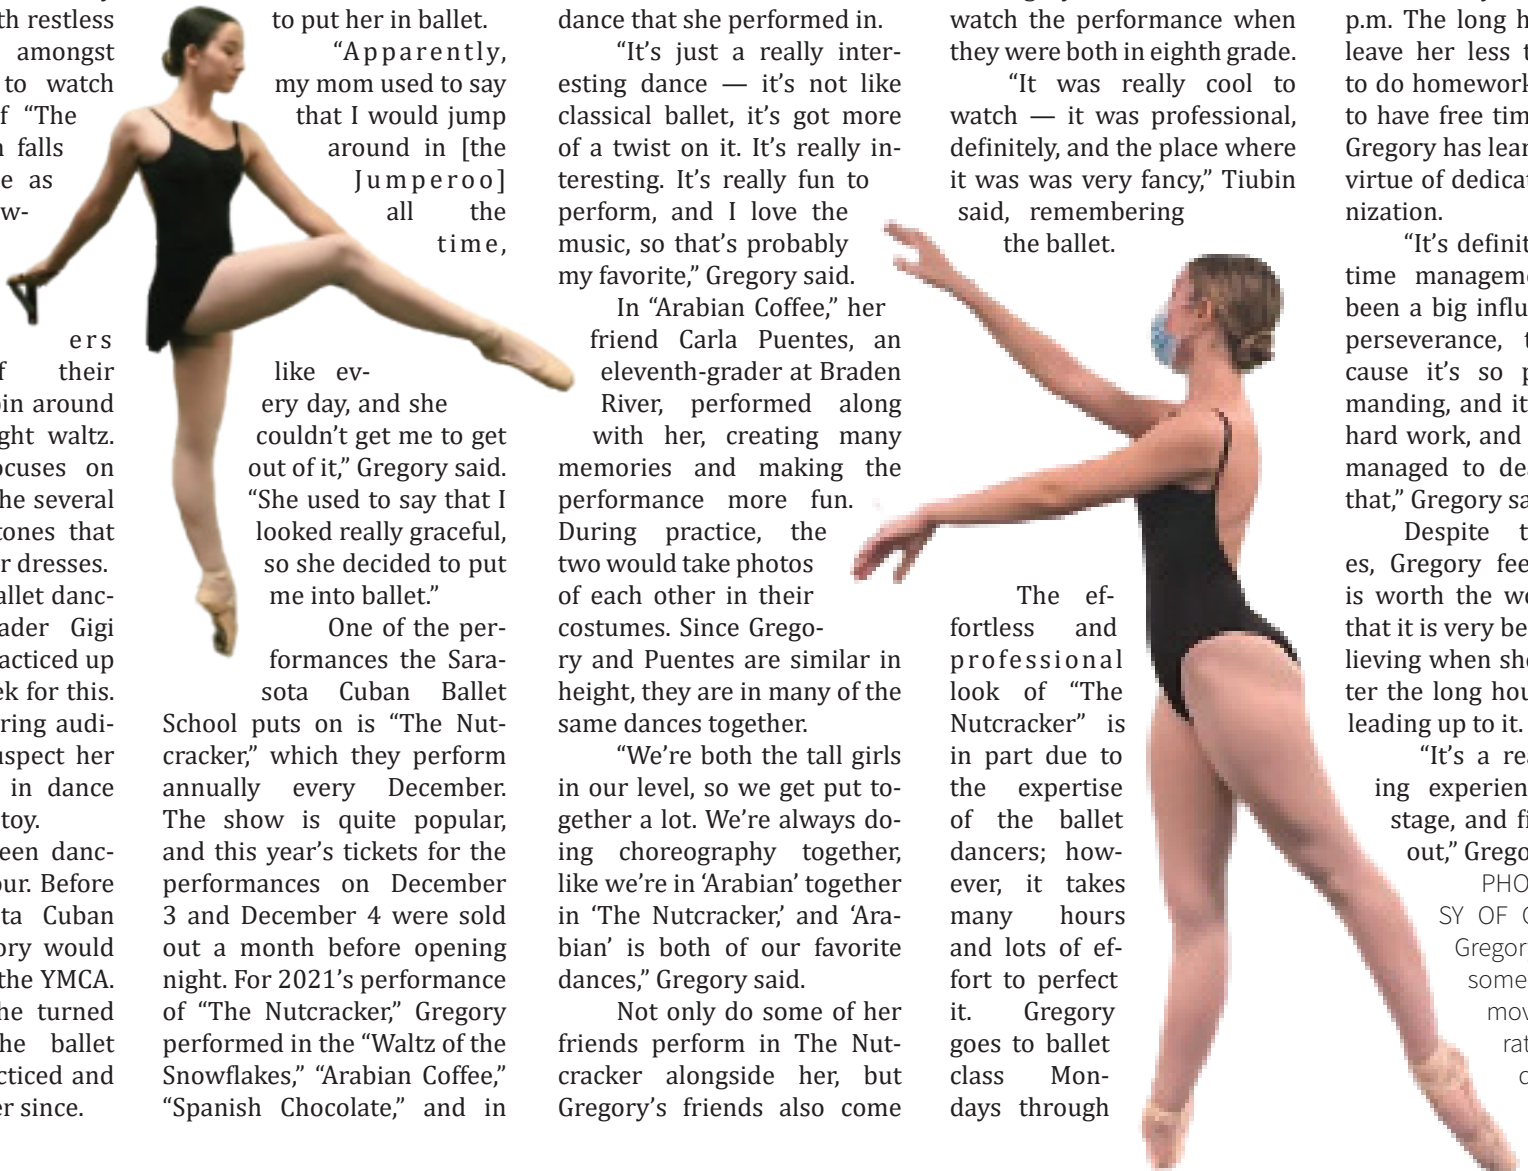 th restless
amongst
to watch
f “The
n falls
e as
w-
ers
f their
oin around
ght waltz.
ocuses on
he several
tones that
r dresses.
allet danc-
ader Gigi
acticed up
ek for this.
ring audi-
uspect her
in dance
toy.
een danc-
our. Before
ta Cuban
ory would
the YMCA.
he turned
he ballet
cticed and
er since.
to put her in ballet.
“Apparently,
my mom used to say
that I would jump
around in [the
Jumperoo]
all the
time,
like ev-
ery day, and she
couldn’t get me to get
out of it,” Gregory said.
“She used to say that I
looked really graceful,
so she decided to put
me into ballet.”
One of the per-
formances the Sara-
sota Cuban Ballet
School puts on is “The Nut-
cracker,” which they perform
annually every December.
The show is quite popular,
and this year’s tickets for the
performances on December
3 and December 4 were sold
out a month before opening
night. For 2021’s performance
of “The Nutcracker,” Gregory
performed in the “Waltz of the
Snowflakes,” “Arabian Coffee,”
“Spanish Chocolate,” and in
dance that she performed in.
“It’s just a really inter-
esting dance — it’s not like
classical ballet, it’s got more
of a twist on it. It’s really in-
teresting. It’s really fun to
perform, and I love the
music, so that’s probably
my favorite,” Gregory said.
In “Arabian Coffee,” her
friend Carla Puentes, an
eleventh-grader at Braden
River, performed along
with her, creating many
memories and making the
performance more fun.
During practice, the
two would take photos
of each other in their
costumes. Since Grego-
ry and Puentes are similar in
height, they are in many of the
same dances together.
“We’re both the tall girls
in our level, so we get put to-
gether a lot. We’re always do-
ing choreography together,
like we’re in ‘Arabian’ together
in ‘The Nutcracker,’ and ‘Ara-
bian’ is both of our favorite
dances,” Gregory said.
Not only do some of her
friends perform in The Nut-
cracker alongside her, but
Gregory’s friends also come
watch the performance when
they were both in eighth grade.
“It was really cool to
watch — it was professional,
definitely, and the place where
it was was very fancy,” Tiubin
said, remembering
the ballet.
The ef-
fortless and
professional
look of “The
Nutcracker” is
in part due to
the expertise
of the ballet
dancers; how-
ever, it takes
many hours
and lots of ef-
fort to perfect
it. Gregory
goes to ballet
class Mon-
days through
p.m. The long h
leave her less t
to do homework
to have free tim
Gregory has lear
virtue of dedicat
nization.
“It’s definit
time manageme
been a big influ
perseverance, t
cause it’s so p
manding, and it
hard work, and
managed to dea
that,” Gregory sa
Despite t
es, Gregory fee
is worth the wo
that it is very be
lieving when she
ter the long hou
leading up to it.
“It’s a rea
ing experien
stage, and fi
out,” Grego
PHO
SY OF
Gregor
some
mov
rat